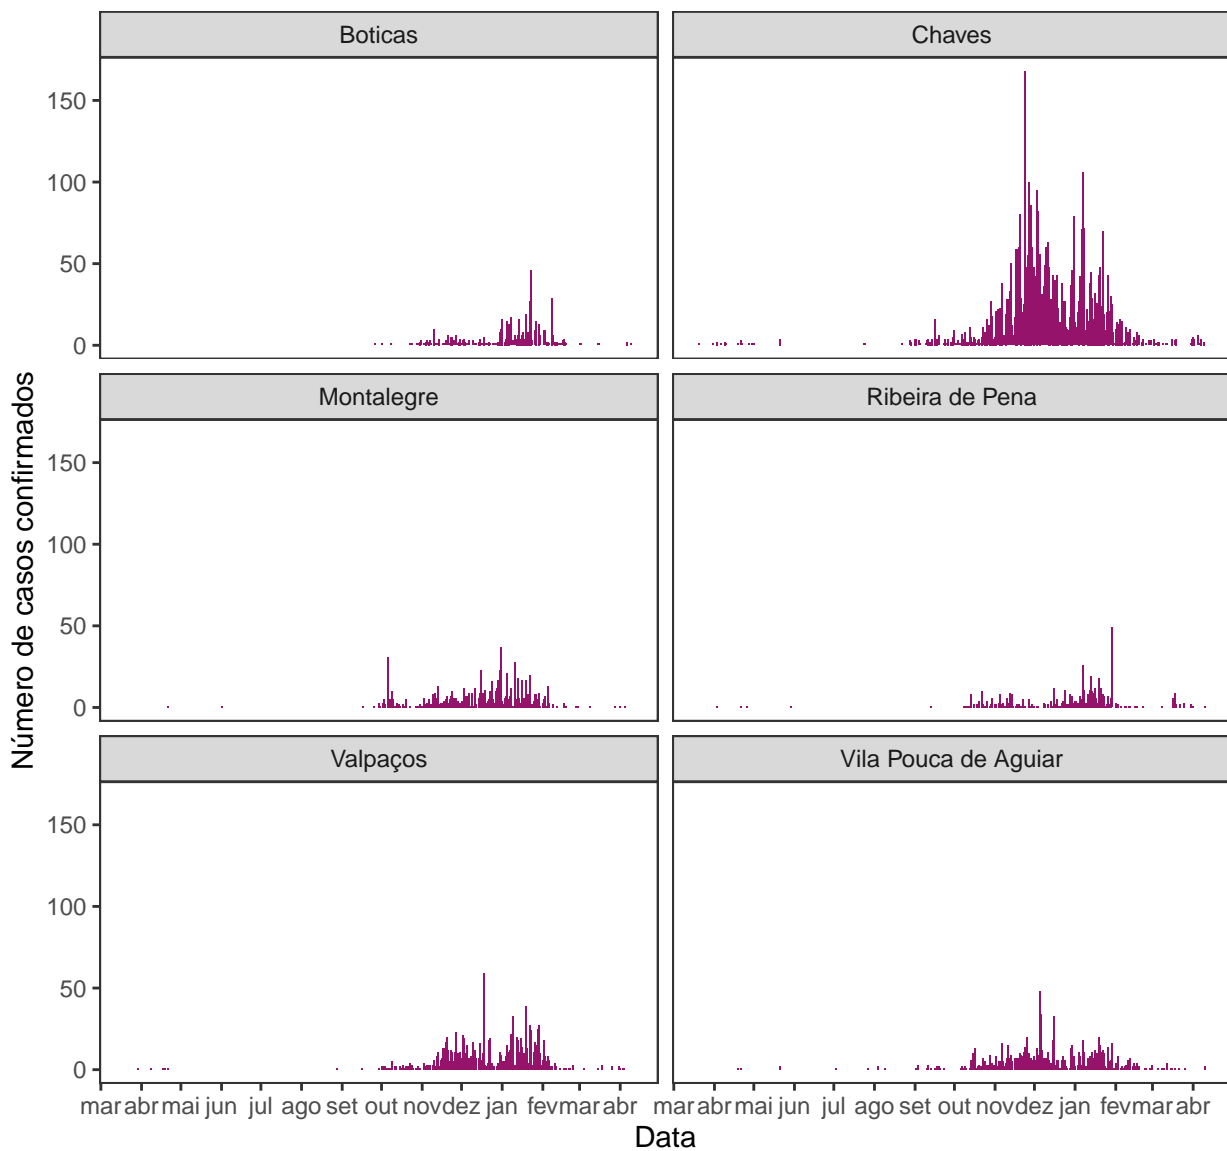 Boticas
Chaves
150
100
50
0
Montalegre
Ribeira de Pena
150
100
50
0
Valpaços
Vila Pouca de Aguiar
150
100
50
0
mar abr mai jun jul ago set out nov dez jan fev mar abr
mar abr mai jun jul ago set out nov dez jan fev mar abr
Data
Número de casos confirmados